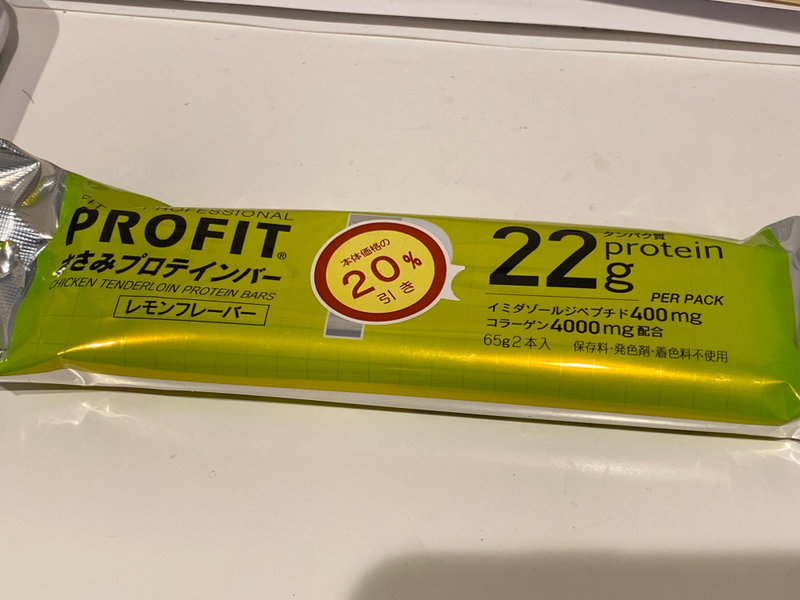 PROFESSIONAL
PROFIT®
ささみプロテインバー
CHICKEN TENDERLOIN PROTEIN BARS
レモンフレーバー
本体価格の
20%
引き
22g
タンパク質
protein
PER PACK
イミダゾールジペプチド400mg
コラーゲン4000mg配合
65g2本入 保存料・発色剤・着色料不使用